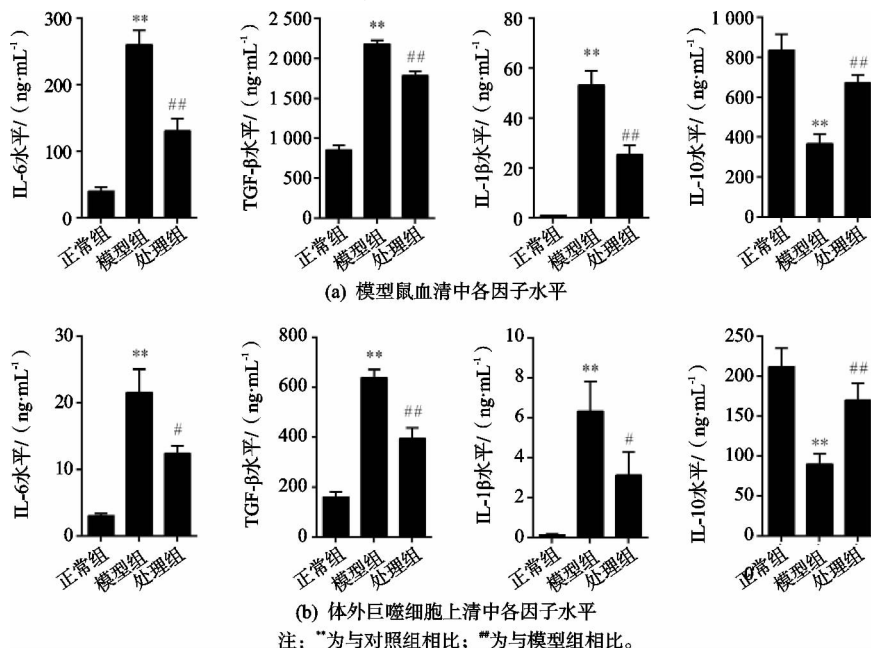 IL-6水平/(ng·mL⁻¹)
300
200
100
0
**
##
正常组
模型组
处理组
TGF-β水平/(ng·mL⁻¹)
2 500
2 000
1 500
1 000
500
0
**
##
正常组
模型组
处理组
IL-1β水平/(ng·mL⁻¹)
80
60
40
20
0
**
##
正常组
模型组
处理组
IL-10水平/(ng·mL⁻¹)
1 000
800
600
400
200
0
**
##
正常组
模型组
处理组
(a) 模型鼠血清中各因子水平
IL-6水平/(ng·mL⁻¹)
30
20
10
0
**
#
正常组
模型组
处理组
TGF-β水平/(ng·mL⁻¹)
800
600
400
200
0
**
##
正常组
模型组
处理组
IL-1β水平/(ng·mL⁻¹)
8
6
4
2
0
**
#
正常组
模型组
处理组
IL-10水平/(ng·mL⁻¹)
250
200
150
100
50
0
**
##
正常组
模型组
处理组
(b) 体外巨噬细胞上清中各因子水平
注：**为与对照组相比；##为与模型组相比。